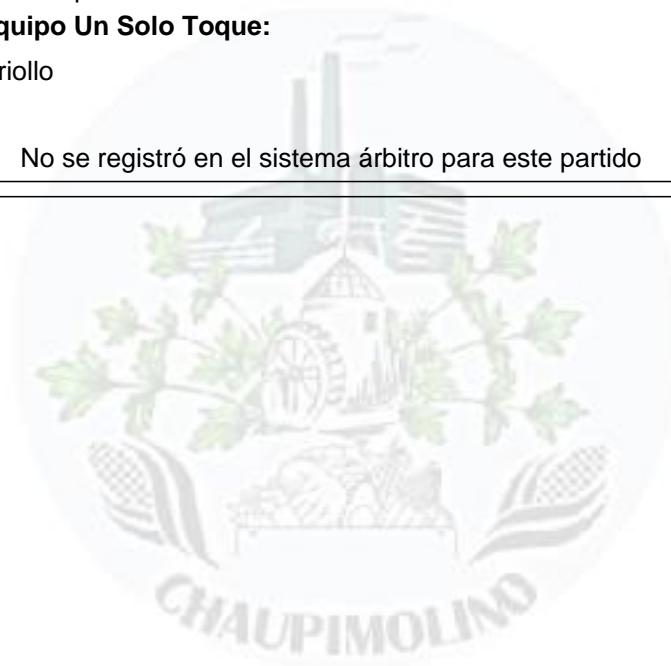 quipo Un Solo Toque:
riollo
No se registró en el sistema árbitro para este partido
CHAUPIMOLINO